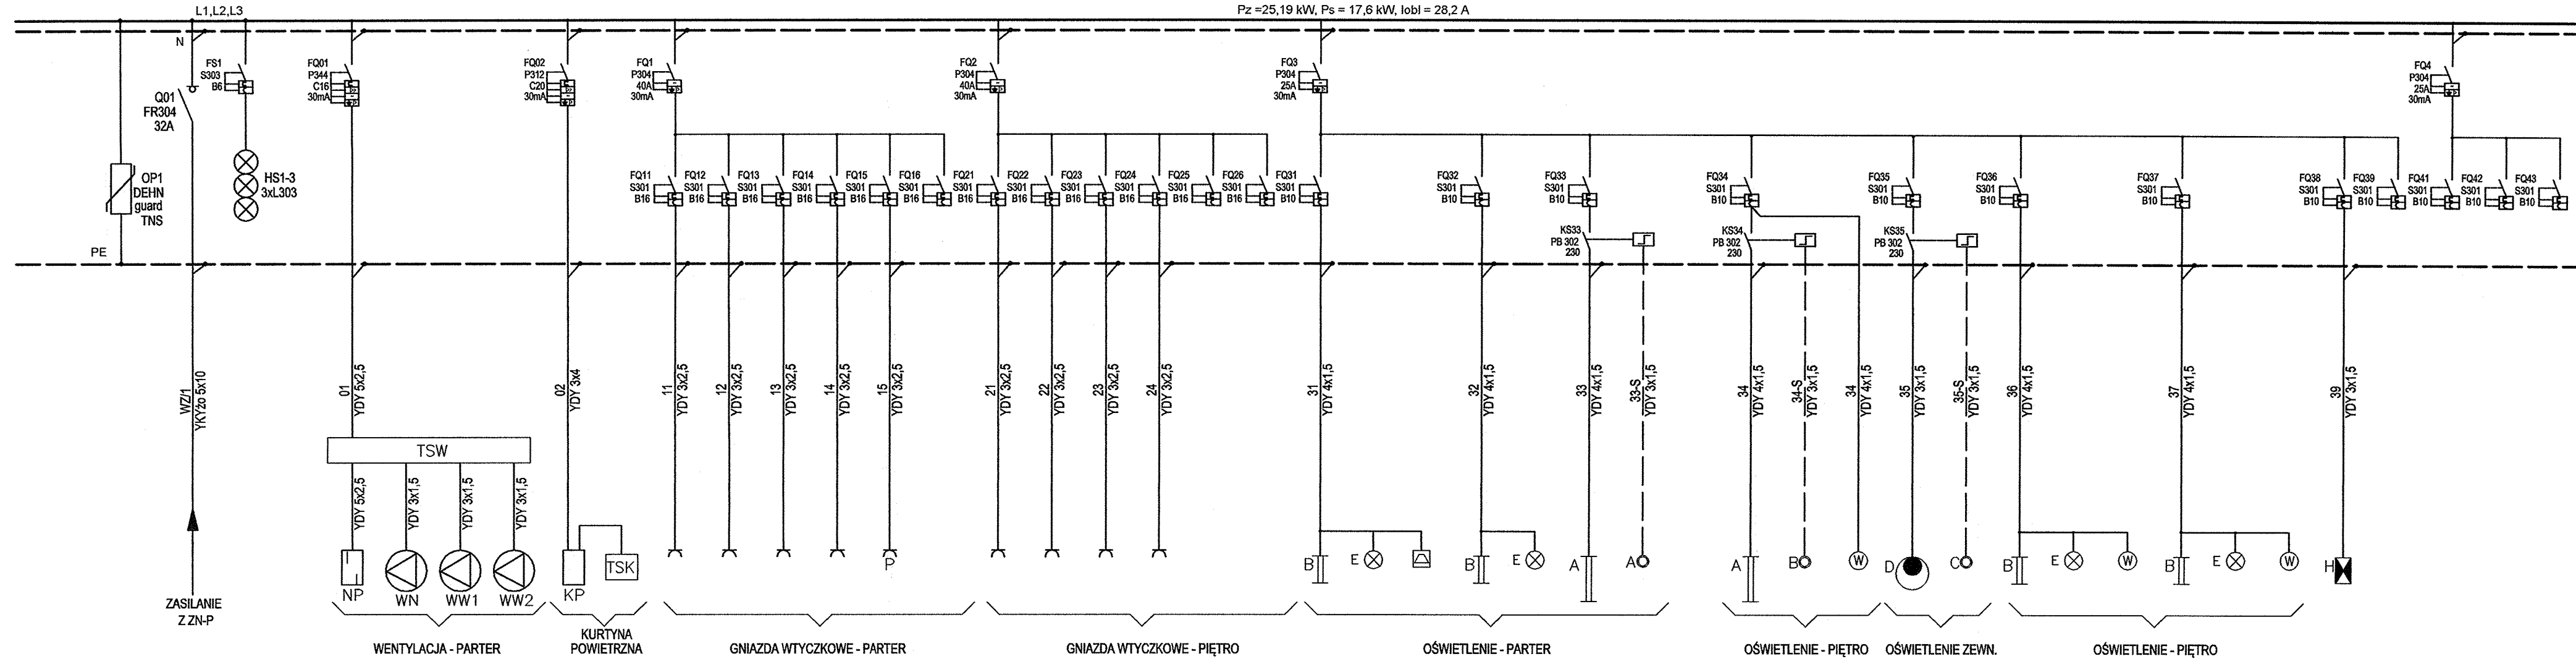 L1,L2,L3
Pz =25,19 kW, Ps = 17,6 kW, Iobl = 28,2 A
N
PE
Q01
FR304
32A
OP1
DEHN
guard
TNS
FS1
S303
B6
HS1-3
3xL303
FQ01
P344
C16
30mA
FQ02
P312
C20
30mA
FQ1
P304
40A
30mA
FQ2
P304
40A
30mA
FQ3
P304
25A
30mA
FQ4
P304
25A
30mA
FQ11
S301
B16
FQ12
S301
B16
FQ13
S301
B16
FQ14
S301
B16
FQ15
S301
B16
FQ16
S301
B16
FQ21
S301
B16
FQ22
S301
B16
FQ23
S301
B16
FQ24
S301
B16
FQ25
S301
B16
FQ26
S301
B16
FQ31
S301
B10
FQ32
S301
B10
FQ33
S301
B10
FQ34
S301
B10
FQ35
S301
B10
FQ36
S301
B10
FQ37
S301
B10
FQ38
S301
B10
FQ39
S301
B10
FQ41
S301
B10
FQ42
S301
B10
FQ43
S301
B10
KS33
PB 302
230
KS34
PB 302
230
KS35
PB 302
230
WZ/1
YKYżo 5x10
01
YDY 5x2,5
02
YDY 3x4
11
YDY 3x2,5
12
YDY 3x2,5
13
YDY 3x2,5
14
YDY 3x2,5
15
YDY 3x2,5
21
YDY 3x2,5
22
YDY 3x2,5
23
YDY 3x2,5
24
YDY 3x2,5
31
YDY 4x1,5
32
YDY 4x1,5
33
YDY 4x1,5
33-S
YDY 3x1,5
34
YDY 4x1,5
34-S
YDY 3x1,5
34
YDY 4x1,5
35
YDY 3x1,5
35-S
YDY 3x1,5
36
YDY 4x1,5
37
YDY 4x1,5
39
YDY 3x1,5
TSW
YDY 5x2,5
YDY 3x1,5
YDY 3x1,5
YDY 3x1,5
NP
WN
WW1
WW2
KP
TSK
P
B
E
B
E
A
A
A
B
W
D
C
B
E
W
B
E
W
H
ZASILANIE
Z ZN-P
WENTYLACJA - PARTER
KURTYNA
POWIETRZNA
GNIAZDA WTYCZKOWE - PARTER
GNIAZDA WTYCZKOWE - PIĘTRO
OŚWIETLENIE - PARTER
OŚWIETLENIE - PIĘTRO
OŚWIETLENIE ZEWN.
OŚWIETLENIE - PIĘTRO